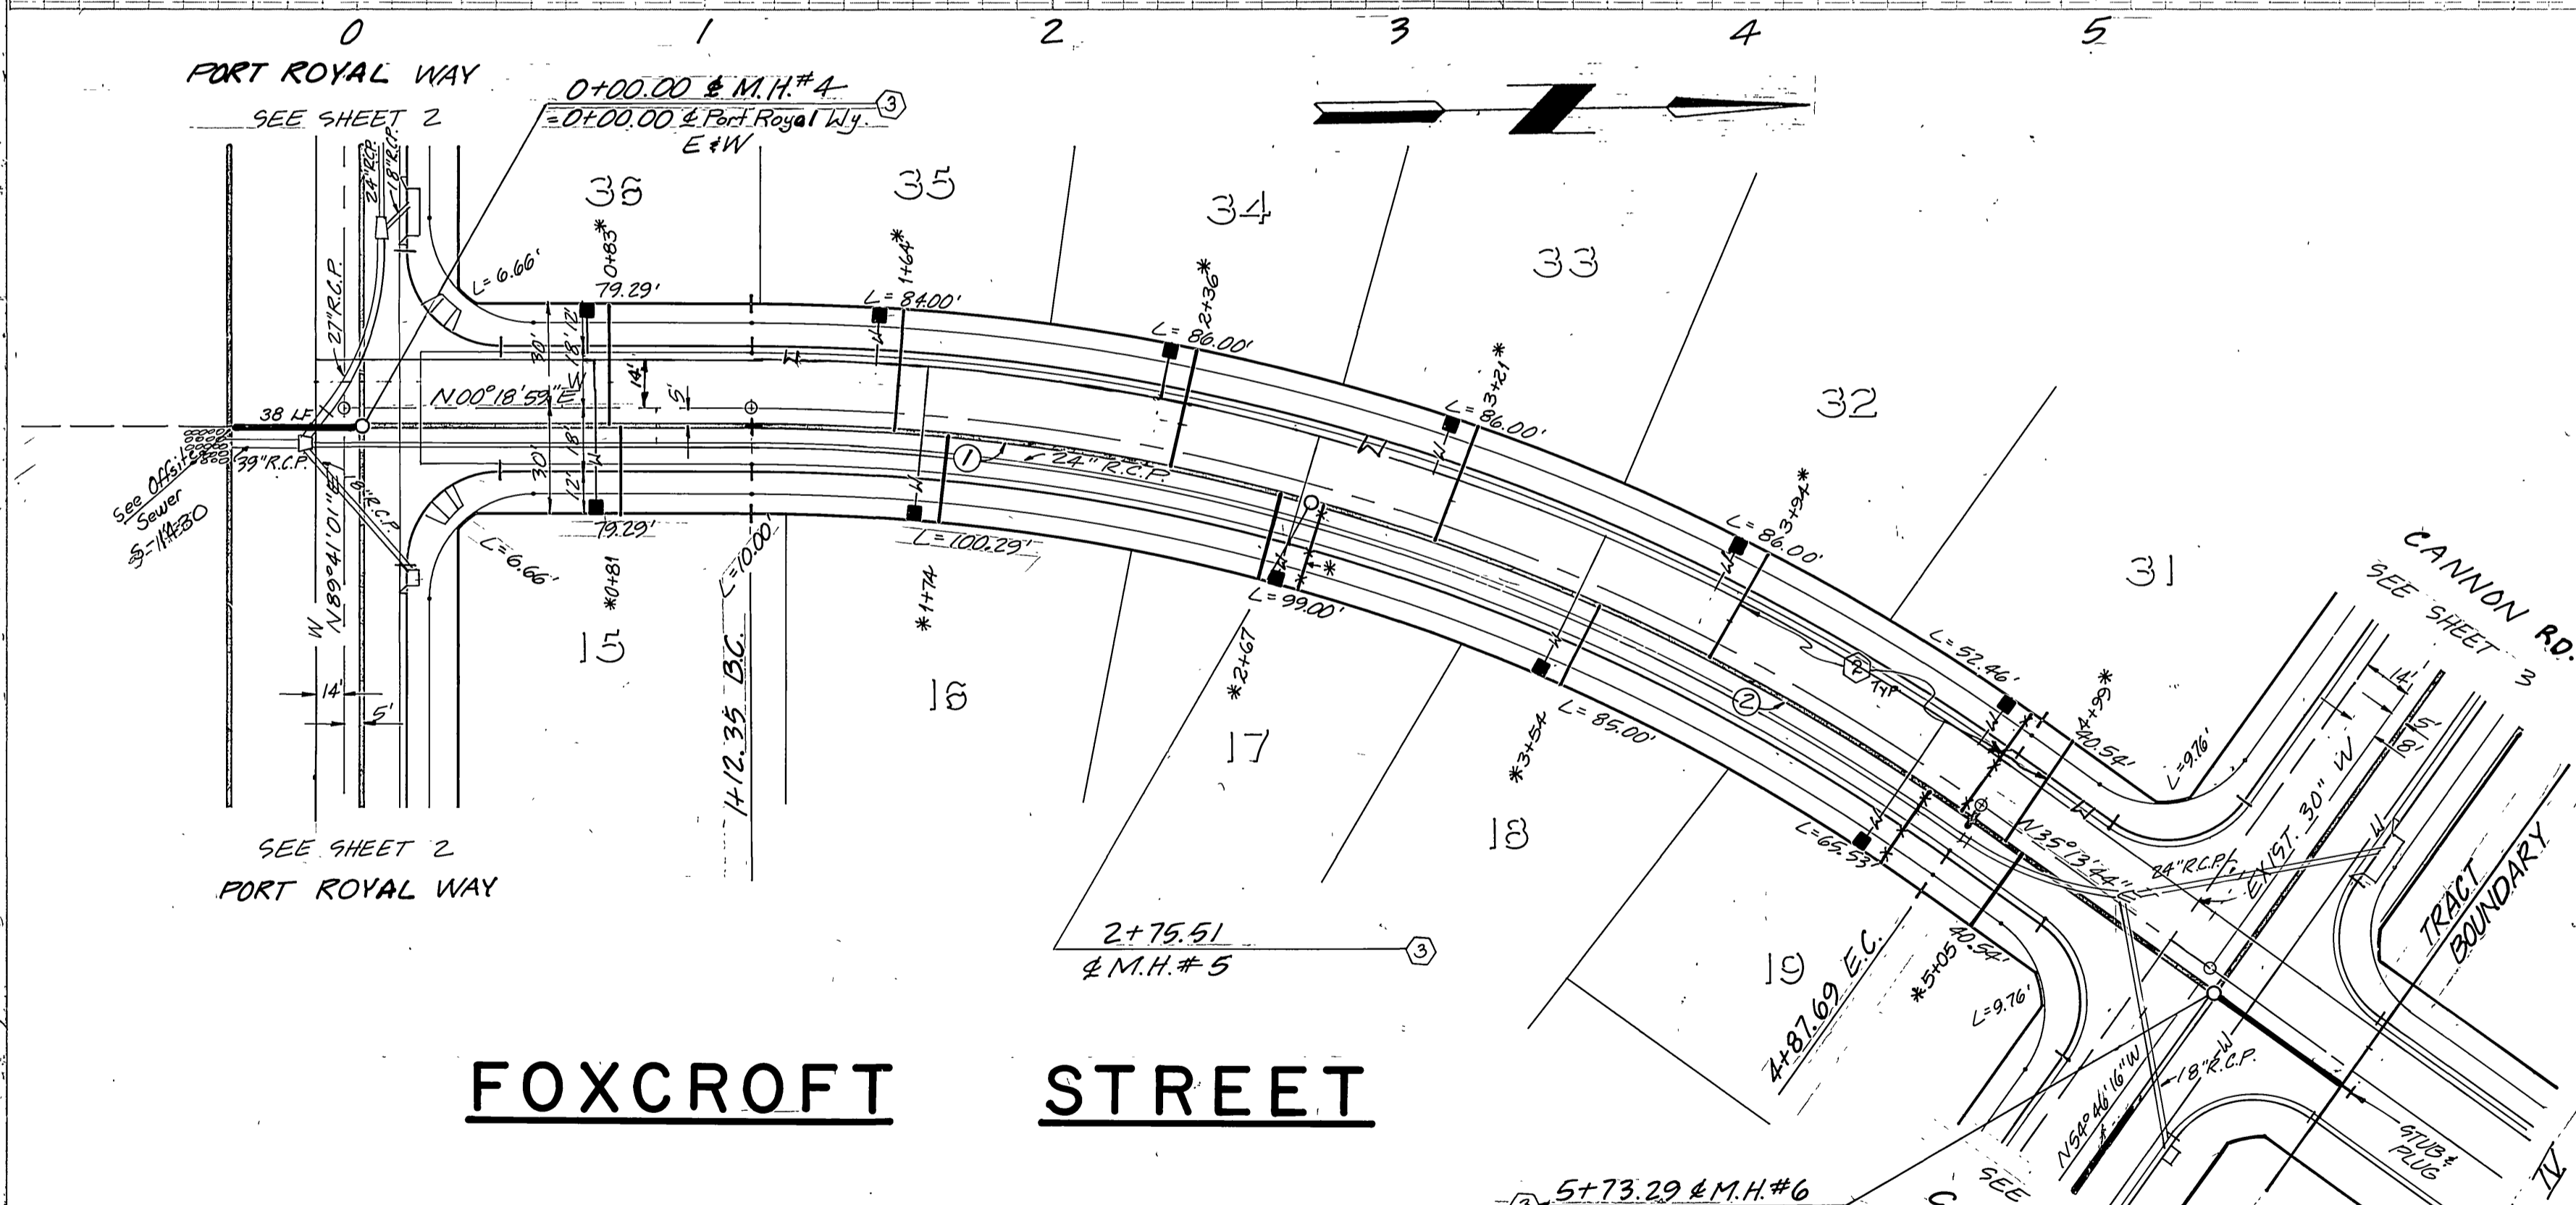 0 1 2 3 4 5
PORT ROYAL WAY
SEE SHEET 2
0+00.00 ℄ M.H.#4
=0+00.00 ℄ Port Royal Wy.
E & W
3
24"R.C.P.
18"R.C.P.
27"R.C.P.
36
35
34
33
32
31
L=6.66'
0+83*
79.29'
1+64*
L=84.00'
2+36*
L=86.00'
3+21*
L=86.00'
3+94*
L=86.00'
L=52.46'
4+99*
40.54'
L=9.76'
CANNON RD.
SEE SHEET 3
30'
12'
18'
14'
5'
N00°18'59"E
W
38 LF
39"R.C.P.
See Offsite
Sewer
S-11A-30
N89°41'01"E
18"R.C.P.
W
14'
5'
30'
18'
12'
79.29'
*0+81
L=6.66'
15
L=10.00'
1+12.35 B.C.
1
24" R.C.P.
L=100.29'
*1+74
16
L=99.00'
*
*2+67
17
*3+54
L=85.00'
18
2
2 TYP
L=65.53'
19
4+87.69 E.C.
*5+05
40.54'
L=9.76'
N35°13'44"
24"R.C.P.
EXIST. 30" W
14'
5'
8'
TRACT
BOUNDARY
SEE SHEET 2
PORT ROYAL WAY
2+75.51
℄ M.H.#5
3
FOXCROFT STREET
N54°46'16"W
18"R.C.P.
STUB &
PLUG
5+73.29 ℄ M.H.#6
SEE
C
IV